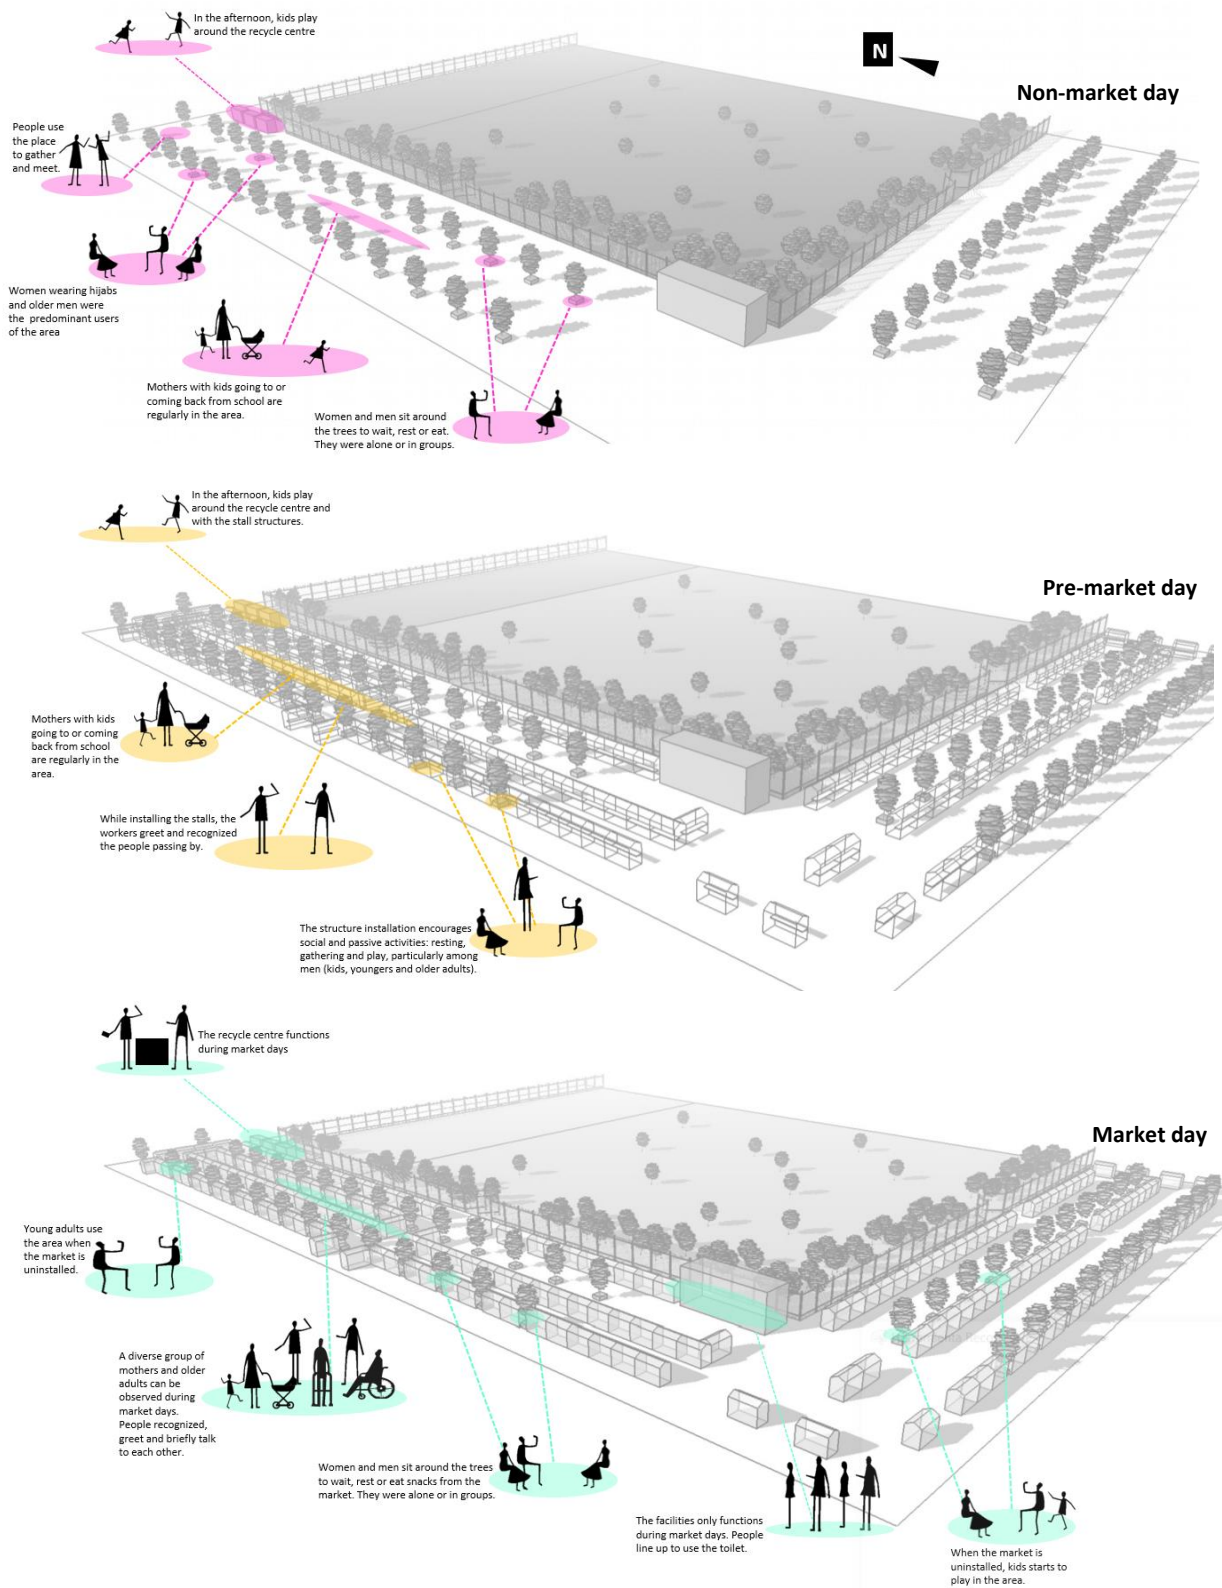 In the afternoon, kids play
around the recycle centre
N
Non-market day
People use
the place
to gather
and meet.
Women wearing hijabs
and older men were
the predominant users
of the area
Mothers with kids going to or
coming back from school are
regularly in the area.
Women and men sit around
the trees to wait, rest or eat.
They were alone or in groups.
In the afternoon, kids play
around the recycle centre and
with the stall structures.
Pre-market day
Mothers with kids
going to or coming
back from school
are regularly in the
area.
While installing the stalls, the
workers greet and recognized
the people passing by.
The structure installation encourages
social and passive activities: resting,
gathering and play, particularly among
men (kids, youngers and older adults).
The recycle centre functions
during market days
Market day
Young adults use
the area when
the market is
uninstalled.
A diverse group of
mothers and older
adults can be
observed during
market days.
People recognized,
greet and briefly talk
to each other.
Women and men sit around the trees
to wait, rest or eat snacks from the
market. They were alone or in groups.
The facilities only functions
during market days. People
line up to use the toilet.
When the market is
uninstalled, kids starts to
play in the area.